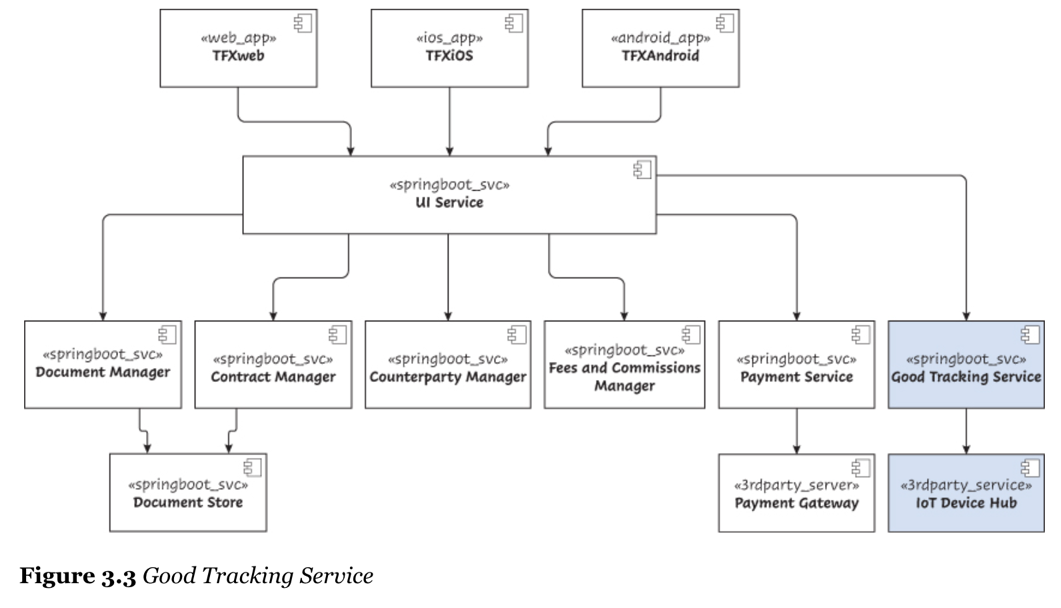 «web_app»
TFXweb
«ios_app»
TFXiOS
«android_app»
TFXAndroid
«springboot_svc»
UI Service
«springboot_svc»
Document Manager
«springboot_svc»
Contract Manager
«springboot_svc»
Counterparty Manager
«springboot_svc»
Fees and Commissions
Manager
«springboot_svc»
Payment Service
«springboot_svc»
Good Tracking Service
«springboot_svc»
Document Store
«3rdparty_server»
Payment Gateway
«3rdparty_service»
IoT Device Hub
Figure 3.3 Good Tracking Service